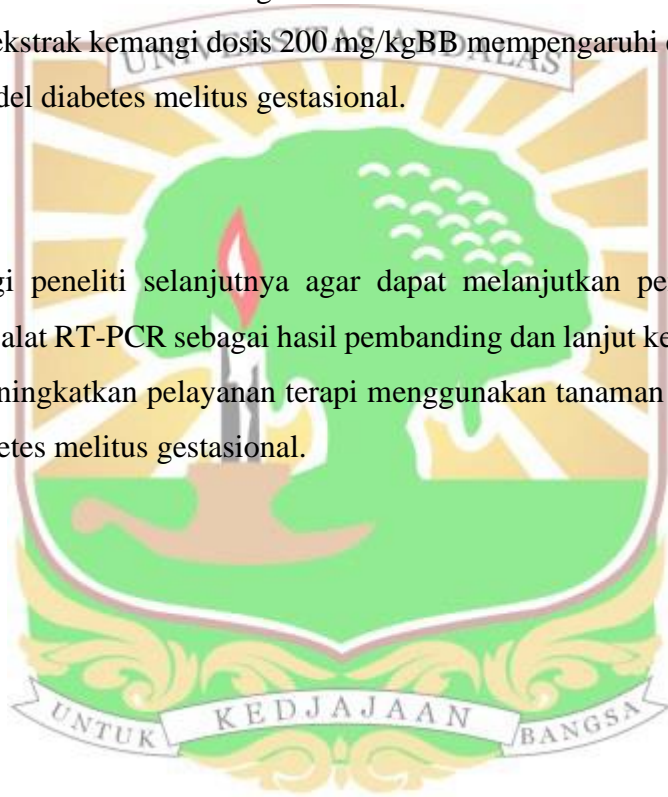 ekstrak kemangi dosis 200 mg/kgBB mempengaruhi
UNIVERSITAS ANDALAS
del diabetes melitus gestasional.
gi peneliti selanjutnya agar dapat melanjutkan pe
alat RT-PCR sebagai hasil pembanding dan lanjut ke
ningkatkan pelayanan terapi menggunakan tanaman
etes melitus gestasional.
UNTUK KEDJAJAAN BANGSA